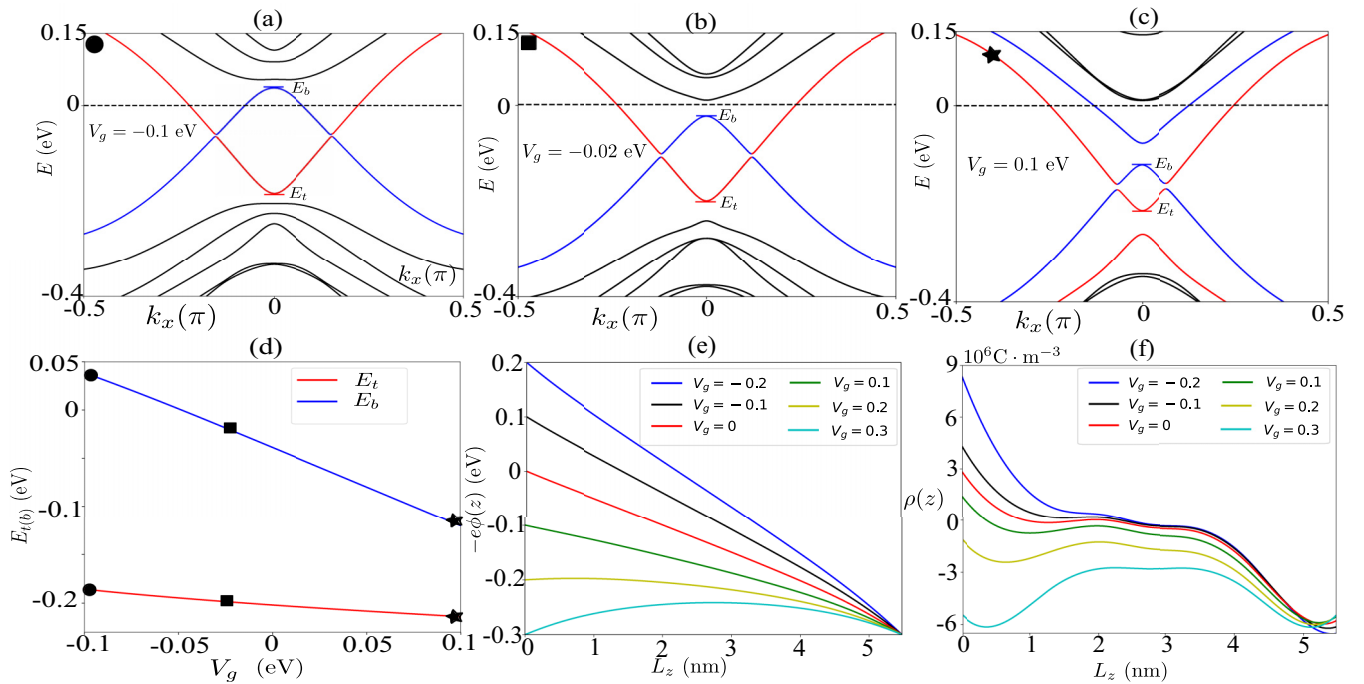 (a)
0.15
0
-0.4
E (eV)
V_g = −0.1 eV
E_b
E_t
k_x(π)
-0.5
0
0.5
k_x(π)
(b)
0.15
0
-0.4
E (eV)
V_g = −0.02 eV
E_b
E_t
-0.5
0
0.5
k_x(π)
(c)
0.15
0
-0.4
E (eV)
V_g = 0.1 eV
E_b
E_t
-0.5
0
0.5
k_x(π)
(d)
0.05
0
-0.1
-0.2
E_{t(b)} (eV)
E_t
E_b
-0.1
-0.05
0
0.05
0.1
V_g (eV)
(e)
0.2
0.1
0
-0.1
-0.2
-0.3
−eϕ(z) (eV)
V_g = −0.2
V_g = −0.1
V_g = 0
V_g = 0.1
V_g = 0.2
V_g = 0.3
0 1 2 3 4 5
L_z (nm)
(f)
10⁶C · m⁻³
9
6
3
0
-3
-6
ρ(z)
V_g = −0.2
V_g = −0.1
V_g = 0
V_g = 0.1
V_g = 0.2
V_g = 0.3
0 1 2 3 4 5
L_z (nm)